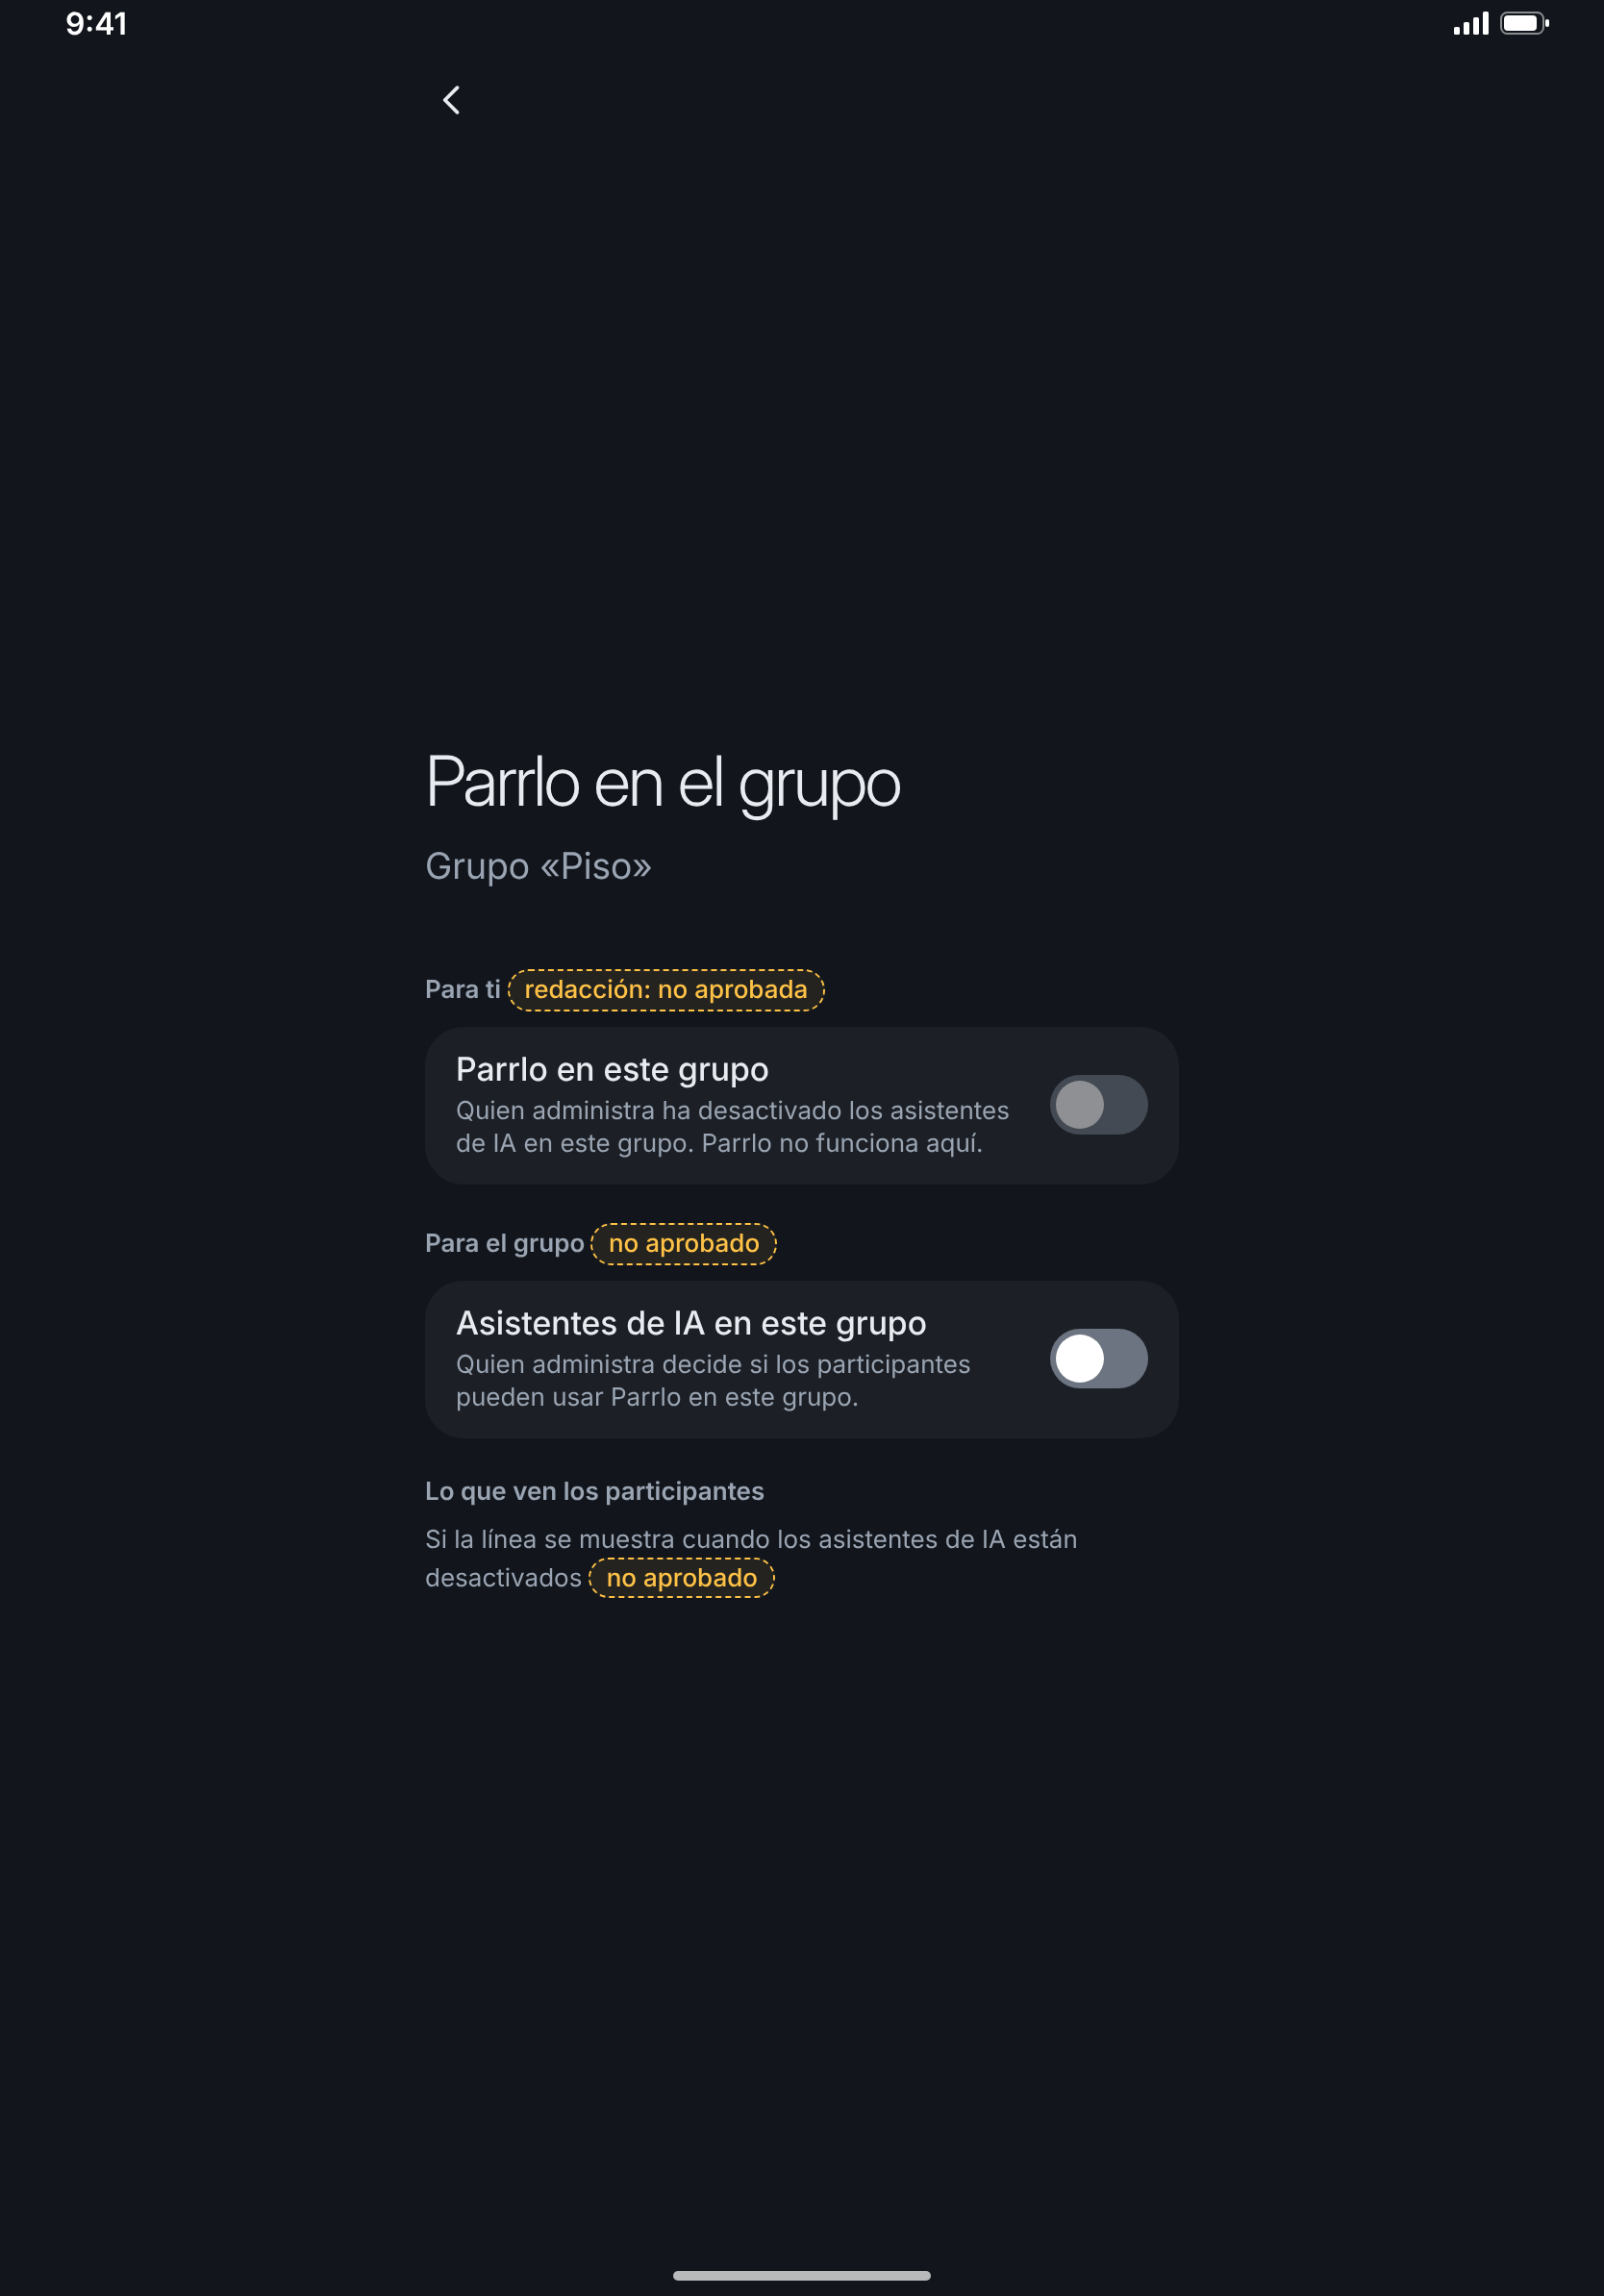 9:41
Parrlo en el grupo
Grupo «Piso»
Para ti redacción: no aprobada
Parrlo en este grupo
Quien administra ha desactivado los asistentes
de IA en este grupo. Parrlo no funciona aquí.
Para el grupo no aprobado
Asistentes de IA en este grupo
Quien administra decide si los participantes
pueden usar Parrlo en este grupo.
Lo que ven los participantes
Si la línea se muestra cuando los asistentes de IA están
desactivados no aprobado